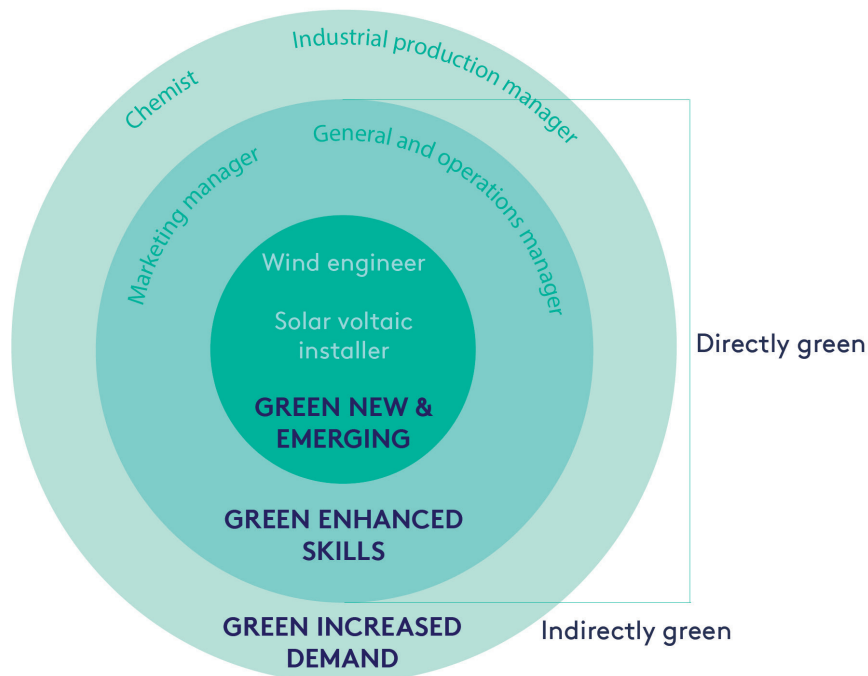 Industrial production manager
Chemist
General and operations manager
Marketing manager
Wind engineer
Solar voltaic
installer
Directly green
GREEN NEW &
EMERGING
GREEN ENHANCED
SKILLS
GREEN INCREASED
DEMAND
Indirectly green